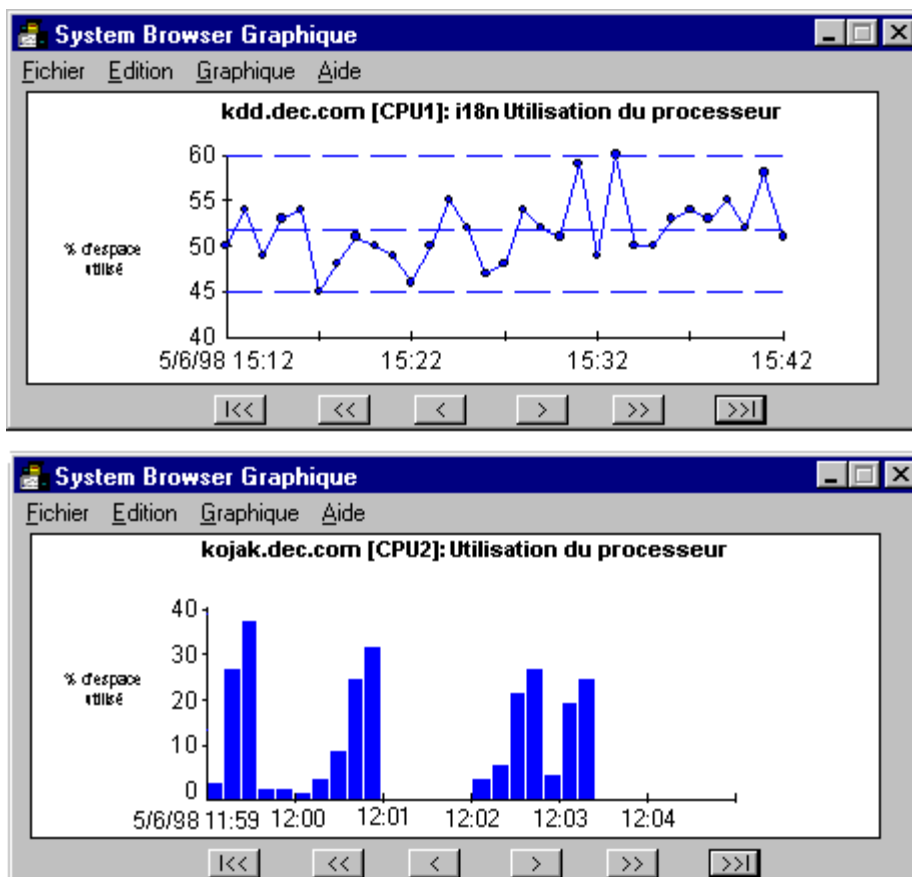 System Browser Graphique
Fichier Edition Graphique Aide
kdd.dec.com [CPU1]: i18n Utilisation du processeur
60
55
50
45
40
% d'espace
utilisé
5/6/98 15:12 15:22 15:32 15:42
I<< << < > >> >>I
System Browser Graphique
Fichier Edition Graphique Aide
kojak.dec.com [CPU2]: Utilisation du processeur
40
30
20
10
0
% d'espace
utilisé
5/6/98 11:59 12:00 12:01 12:02 12:03 12:04
I<< << < > >> >>I